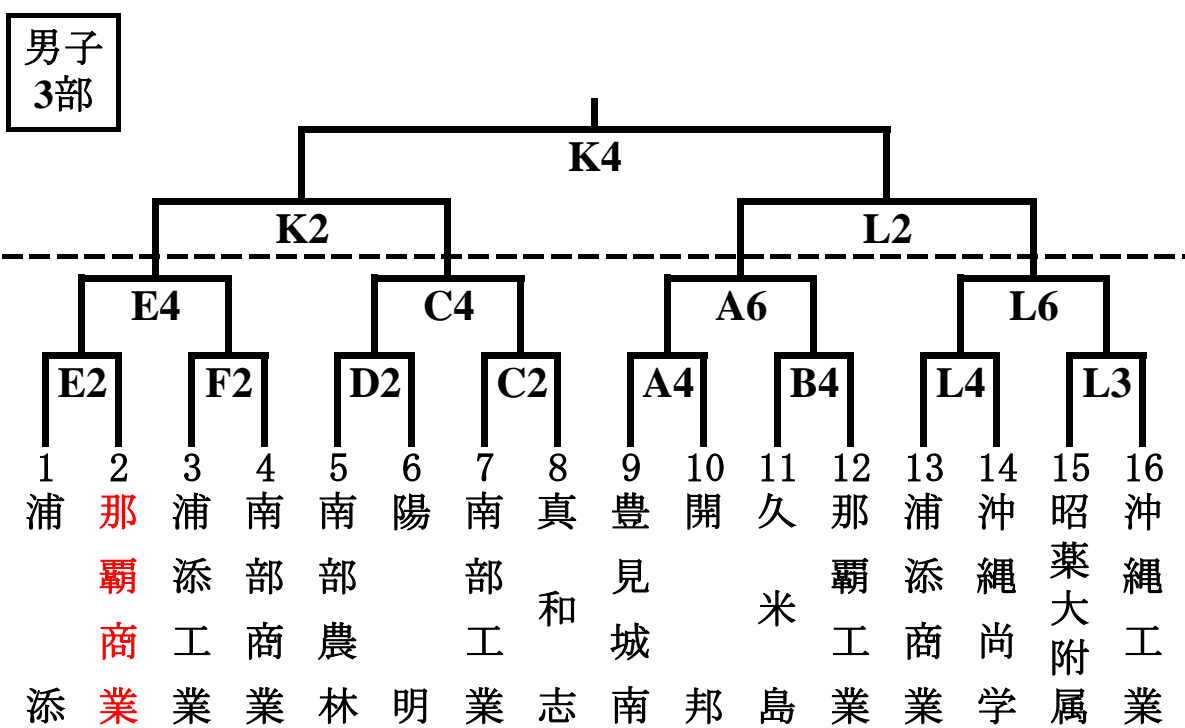 男子
3部
K4
K2 L2
E4 C4 A6 L6
E2 F2 D2 C2 A4 B4 L4 L3
1 2 3 4 5 6 7 8 9 10 11 12 13 14 15 16
浦添
那覇商業
浦添工業
南部商業
南部農林
陽明
南部工業
真和志
豊見城南
開邦
久米島
那覇工業
浦添商業
沖縄尚学
昭薬大附属
沖縄工業